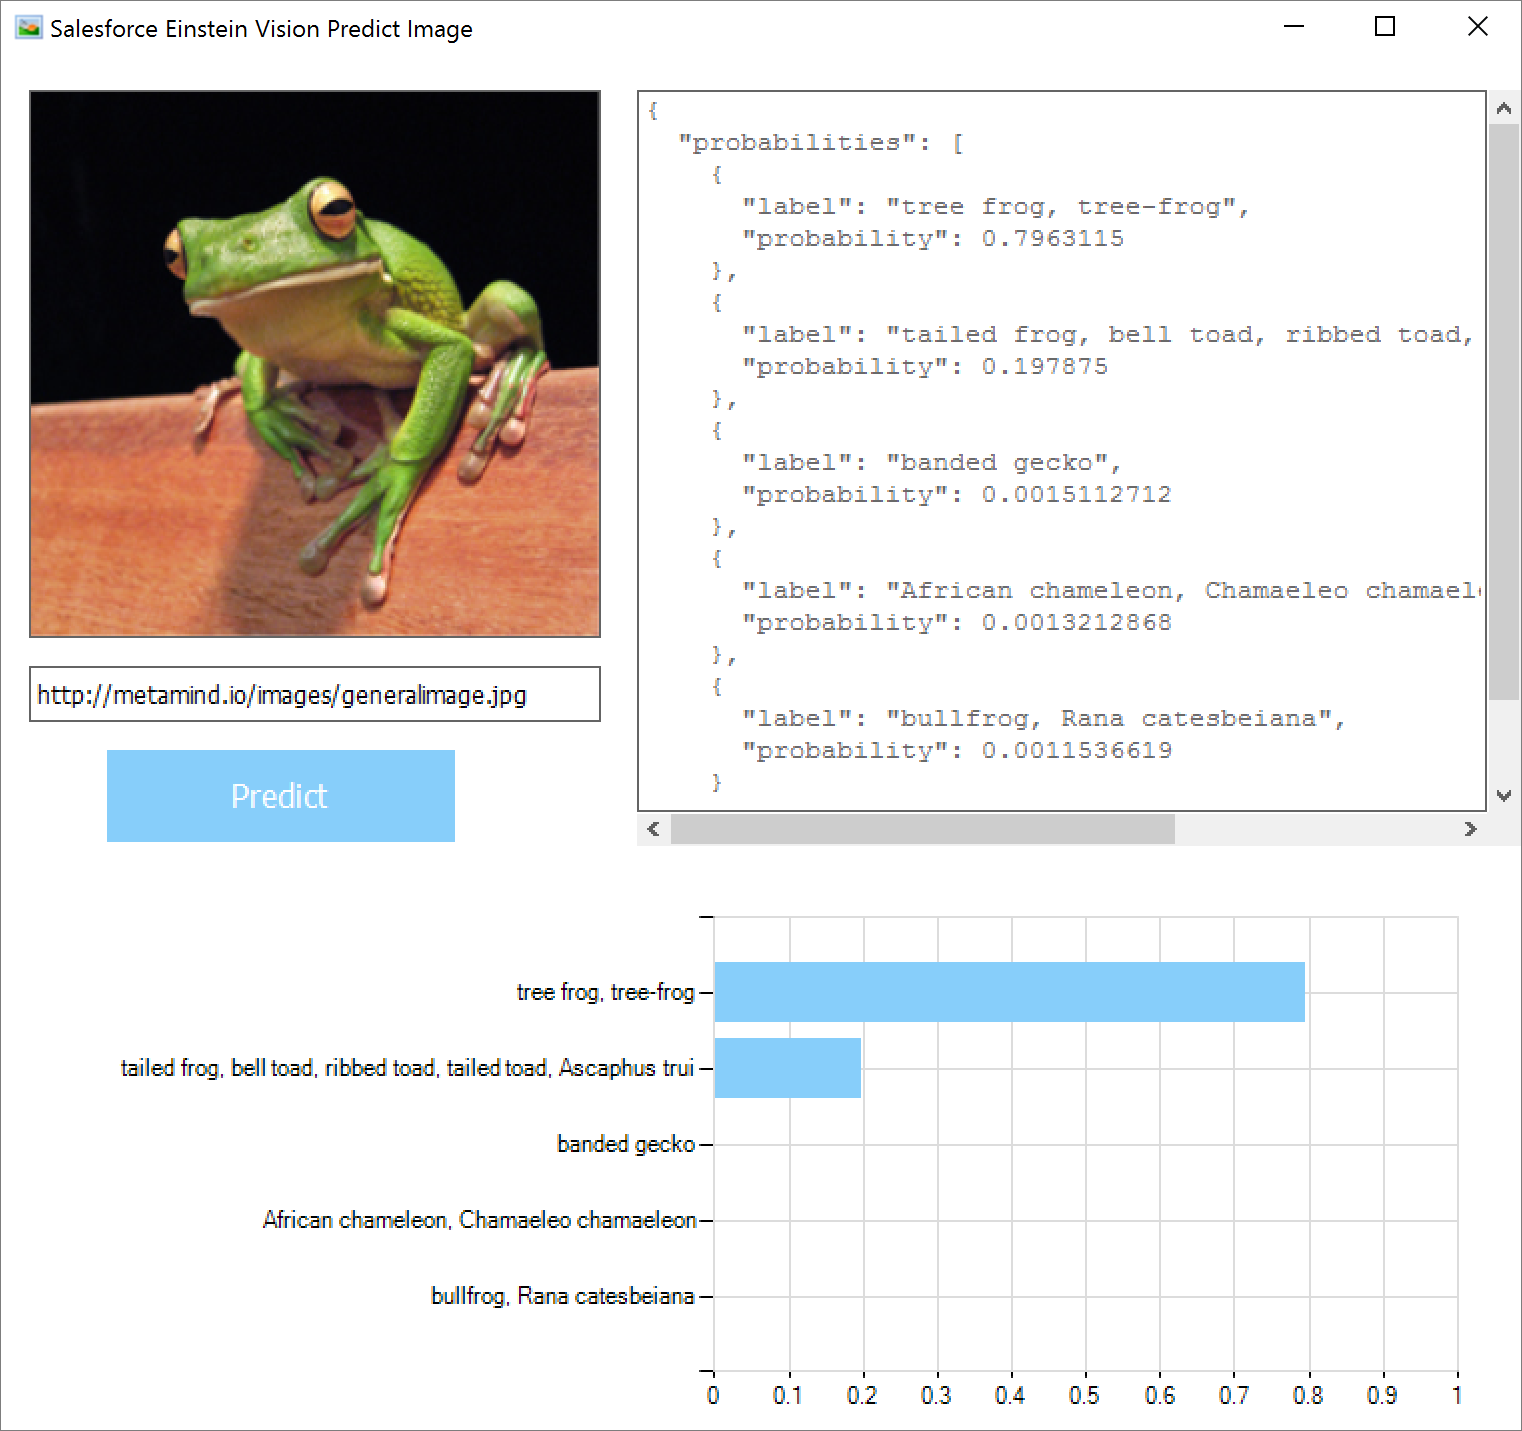 Salesforce Einstein Vision Predict Image
{
"probabilities": [
{
"label": "tree frog, tree-frog",
"probability": 0.7963115
},
{
"label": "tailed frog, bell toad, ribbed toad,
"probability": 0.197875
},
{
"label": "banded gecko",
"probability": 0.0015112712
},
{
"label": "African chameleon, Chamaeleo chamael
"probability": 0.0013212868
},
{
"label": "bullfrog, Rana catesbeiana",
"probability": 0.0011536619
}
http://metamind.io/images/generalimage.jpg
Predict
tree frog, tree-frog
tailed frog, bell toad, ribbed toad, tailed toad, Ascaphus trui
banded gecko
African chameleon, Chamaeleo chamaeleon
bullfrog, Rana catesbeiana
0 0.1 0.2 0.3 0.4 0.5 0.6 0.7 0.8 0.9 1